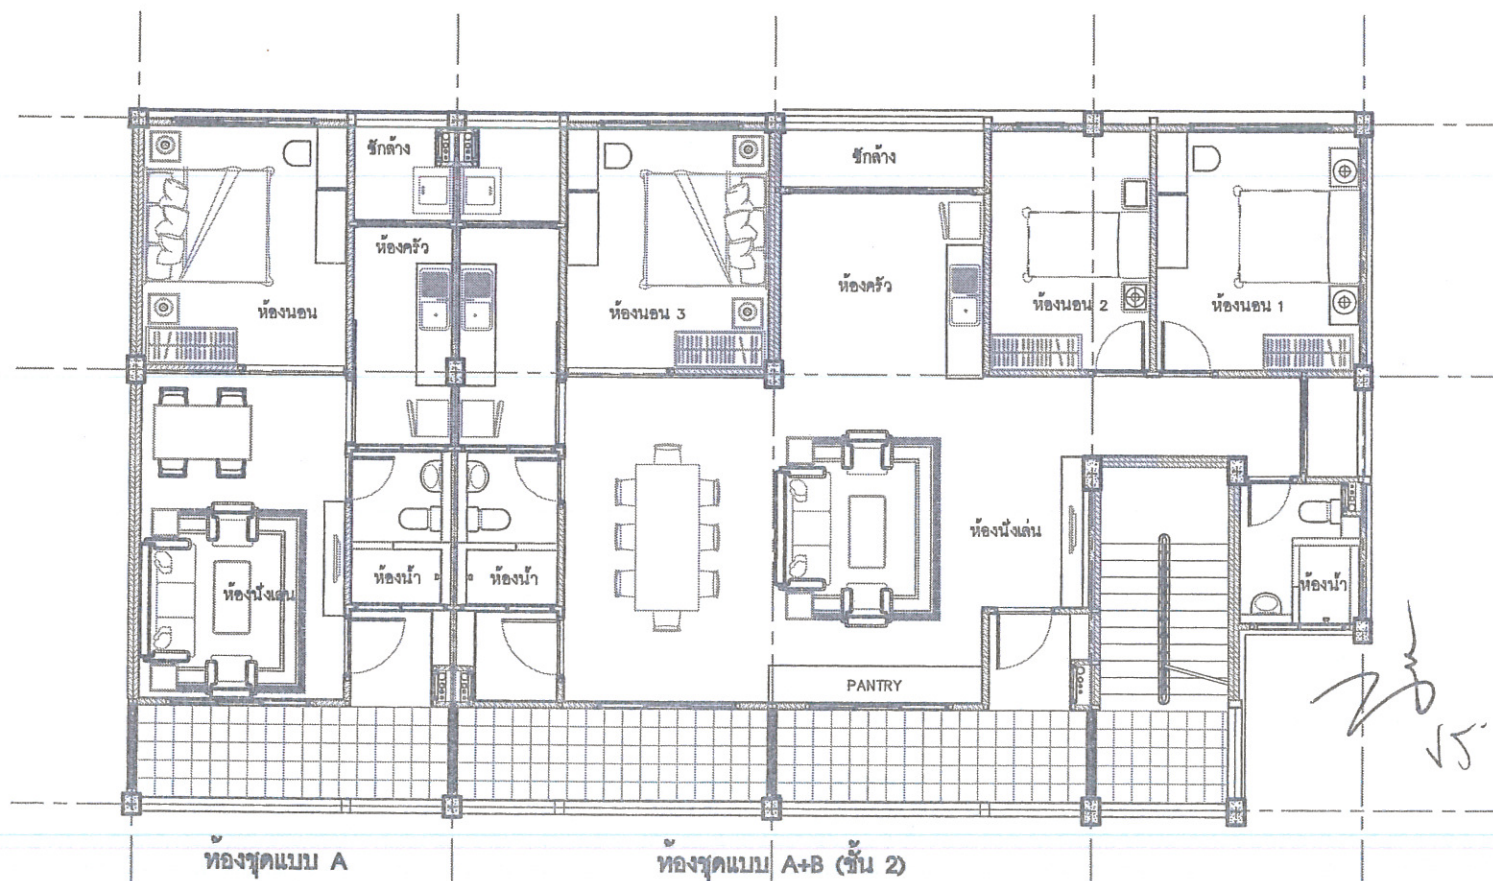 ซักล้าง
ซักล้าง
ห้องครัว
ห้องครัว
ห้องนอน
ห้องนอน 3
ห้องนอน 2
ห้องนอน 1
ห้องนั่งเล่น
ห้องน้ำ
ห้องน้ำ
ห้องนั่งเล่น
ห้องน้ำ
PANTRY
ห้องชุดแบบ A
ห้องชุดแบบ A+B (ชั้น 2)